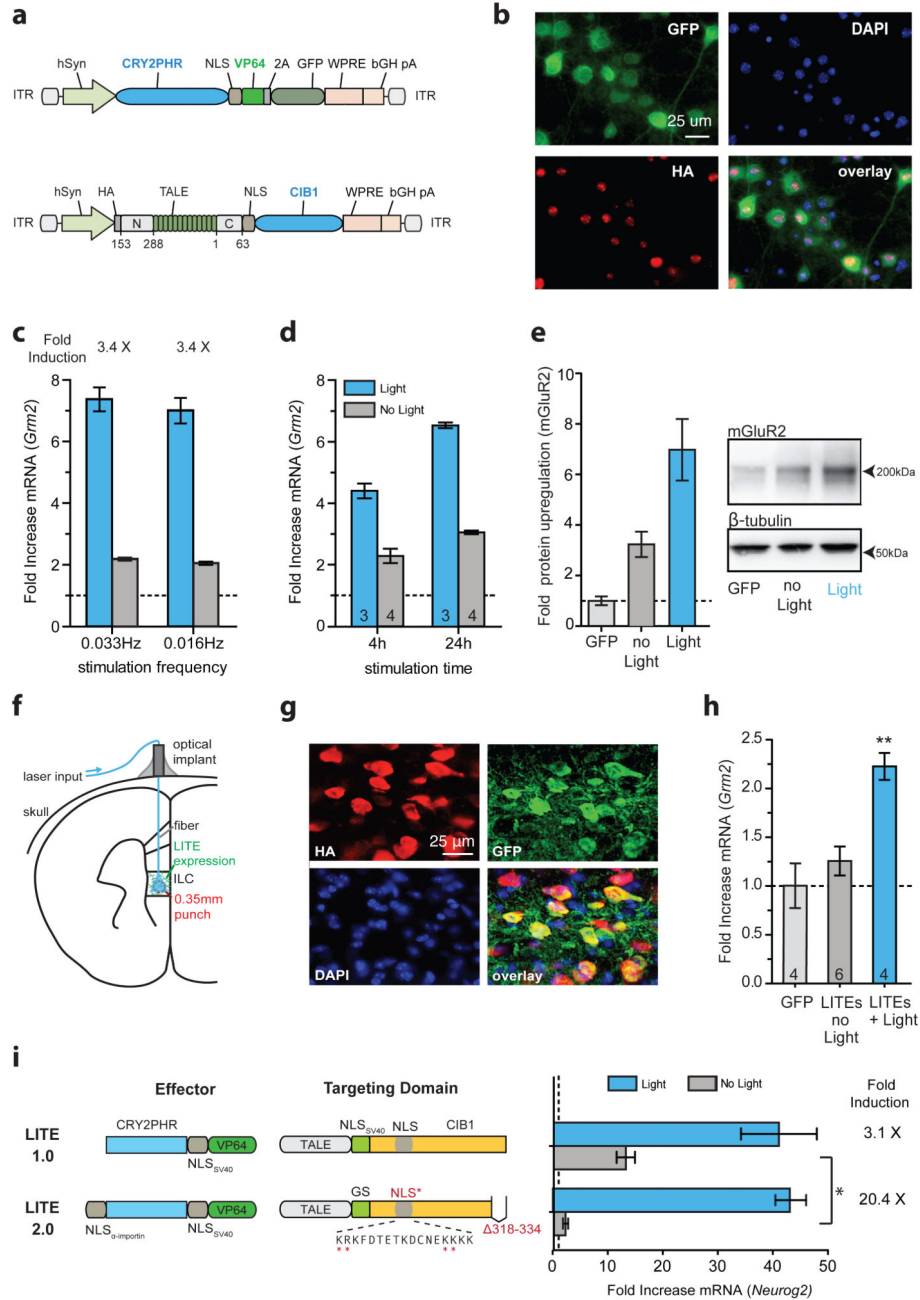 a
hSyn CRY2PHR NLS VP64 2A GFP WPRE bGH pA
ITR ITR
hSyn HA TALE NLS CIB1 WPRE bGH pA
ITR N C ITR
153 288 1 63
b
GFP
25 um
DAPI
HA
overlay
c
Fold Induction
3.4 X 3.4 X
Fold Increase mRNA (Grm2)
8
6
4
2
0
0.033Hz 0.016Hz
stimulation frequency
d
Light
No Light
Fold Increase mRNA (Grm2)
8
6
4
2
0
3 4 3 4
4h 24h
stimulation time
e
Fold protein upregulation (mGluR2)
10
8
6
4
2
0
GFP no Light Light
mGluR2
200kDa
β-tubulin
50kDa
GFP no Light Light
f
optical
implant
laser input
skull
fiber
LITE
expression
ILC
0.35mm
punch
g
HA
25 µm
GFP
DAPI
overlay
h
**
Fold Increase mRNA (Grm2)
2.5
2.0
1.5
1.0
0.5
0.0
4 6 4
GFP LITEs no Light LITEs + Light
i
Effector Targeting Domain
LITE
1.0
CRY2PHR
VP64
NLSSV40
NLSSV40 NLS CIB1
TALE
LITE
2.0
VP64
NLSα-importin NLSSV40
GS NLS*
TALE
Δ318-334
KRKFDTETKDCNEKKKK
** **
Light No Light
Fold
Induction
3.1 X
*
20.4 X
0 10 20 30 40 50
Fold Increase mRNA (Neurog2)